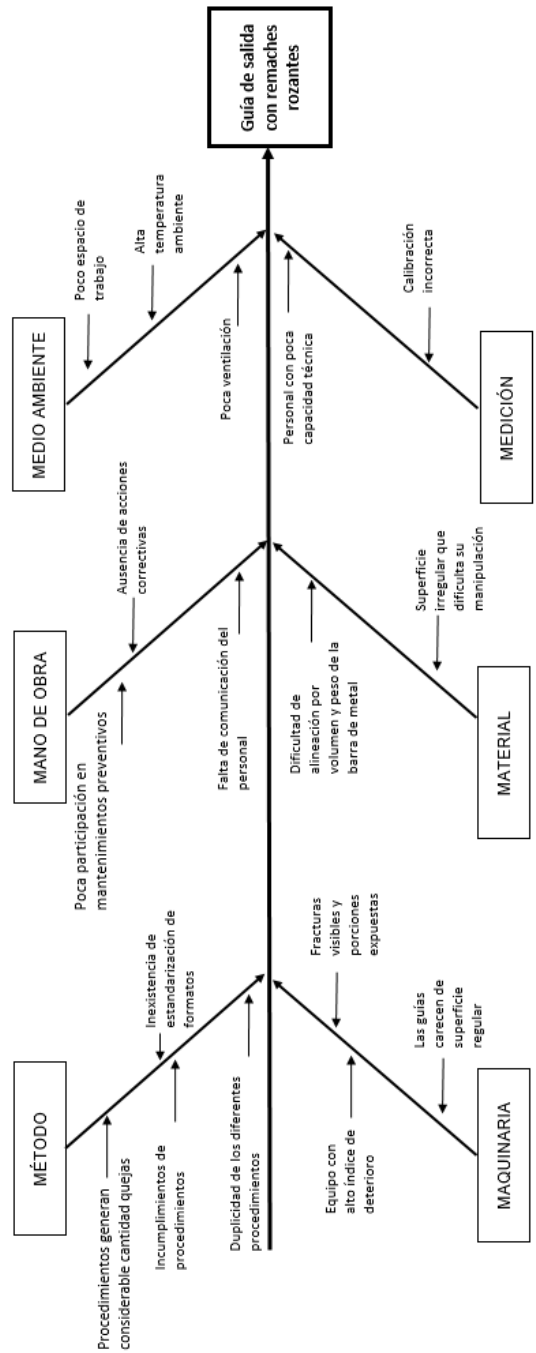 MÉTODO
Procedimientos generan
considerable cantidad quejas
Inexistencia de
estandarización de
formatos
Incumplimientos de
procedimientos
Duplicidad de los diferentes
procedimientos
MANO DE OBRA
Poca participación en
mantenimientos preventivos
Ausencia de acciones
correctivas
Falta de comunicación del
personal
MEDIO AMBIENTE
Poco espacio de
trabajo
Alta
temperatura
ambiente
Poca ventilación
Guía de salida
con remaches
rozantes
MAQUINARIA
Fracturas
visibles y
porciones
expuestas
Equipo con
alto índice de
deterioro
Las guías
carecen de
superficie
regular
MATERIAL
Dificultad de
alineación por
volumen y peso de la
barra de metal
Superficie
irregular que
dificulta su
manipulación
MEDICIÓN
Personal con poca
capacidad técnica
Calibración
incorrecta